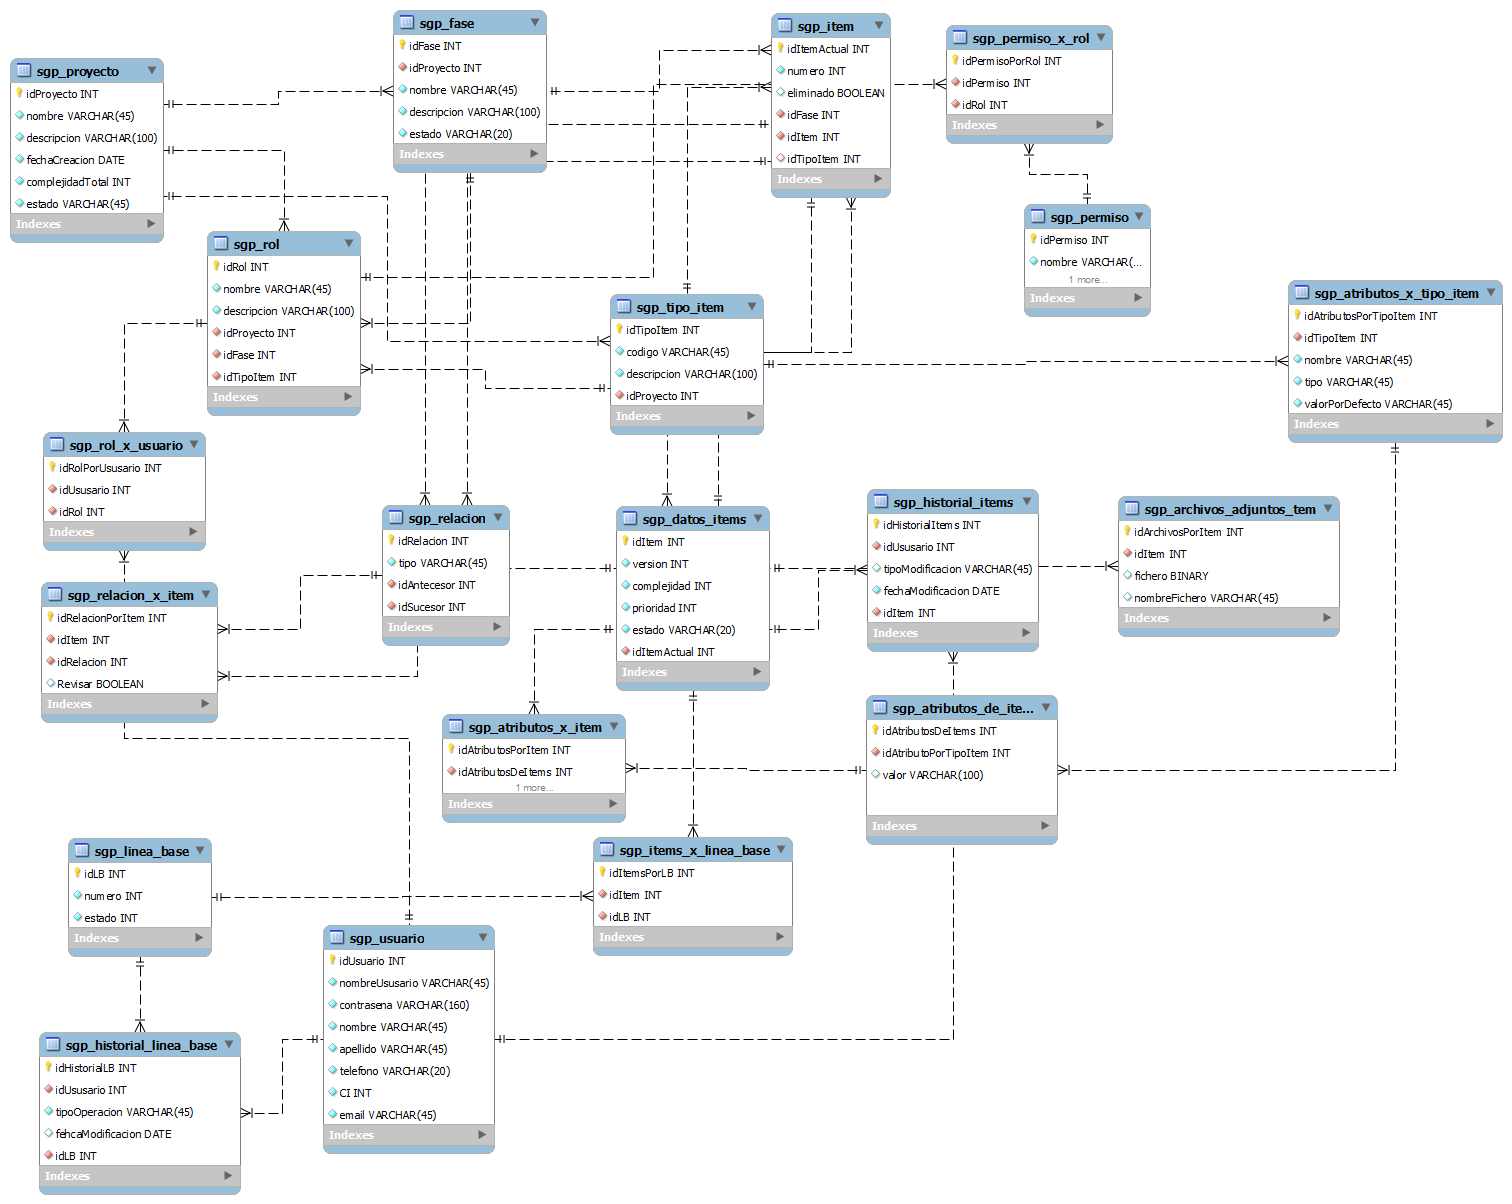 sgp_fase
idFase INT
idProyecto INT
nombre VARCHAR(45)
descripcion VARCHAR(100)
estado VARCHAR(20)
Indexes
sgp_item
idItemActual INT
numero INT
eliminado BOOLEAN
idFase INT
idItem INT
idTipoItem INT
Indexes
sgp_permiso_x_rol
idPermisoPorRol INT
idPermiso INT
idRol INT
Indexes
sgp_proyecto
idProyecto INT
nombre VARCHAR(45)
descripcion VARCHAR(100)
fechaCreacion DATE
complejidadTotal INT
estado VARCHAR(45)
Indexes
sgp_permiso
idPermiso INT
nombre VARCHAR(...
1 more...
Indexes
sgp_rol
idRol INT
nombre VARCHAR(45)
descripcion VARCHAR(100)
idProyecto INT
idFase INT
idTipoItem INT
Indexes
sgp_tipo_item
idTipoItem INT
codigo VARCHAR(45)
descripcion VARCHAR(100)
idProyecto INT
Indexes
sgp_atributos_x_tipo_item
idAtributosPorTipoItem INT
idTipoItem INT
nombre VARCHAR(45)
tipo VARCHAR(45)
valorPorDefecto VARCHAR(45)
Indexes
sgp_rol_x_usuario
idRolPorUsusario INT
idUsusario INT
idRol INT
Indexes
sgp_relacion
idRelacion INT
tipo VARCHAR(45)
idAntecesor INT
idSucesor INT
Indexes
sgp_datos_items
idItem INT
version INT
complejidad INT
prioridad INT
estado VARCHAR(20)
idItemActual INT
Indexes
sgp_historial_items
idHistorialItems INT
idUsusario INT
tipoModificacion VARCHAR(45)
fechaModificacion DATE
idItem INT
Indexes
sgp_archivos_adjuntos_tem
idArchivosPorItem INT
idItem INT
fichero BINARY
nombreFichero VARCHAR(45)
Indexes
sgp_relacion_x_item
idRelacionPorItem INT
idItem INT
idRelacion INT
Revisar BOOLEAN
Indexes
sgp_atributos_x_item
idAtributosPorItem INT
idAtributosDeItems INT
1 more...
Indexes
sgp_atributos_de_ite...
idAtributosDeItems INT
idAtributoPorTipoItem INT
valor VARCHAR(100)
Indexes
sgp_linea_base
idLB INT
numero INT
estado INT
Indexes
sgp_items_x_linea_base
idItemsPorLB INT
idItem INT
idLB INT
Indexes
sgp_usuario
idUsuario INT
nombreUsusario VARCHAR(45)
contrasena VARCHAR(160)
nombre VARCHAR(45)
apellido VARCHAR(45)
telefono VARCHAR(20)
CI INT
email VARCHAR(45)
Indexes
sgp_historial_linea_base
idHistorialLB INT
idUsusario INT
tipoOperacion VARCHAR(45)
fehcaModificacion DATE
idLB INT
Indexes